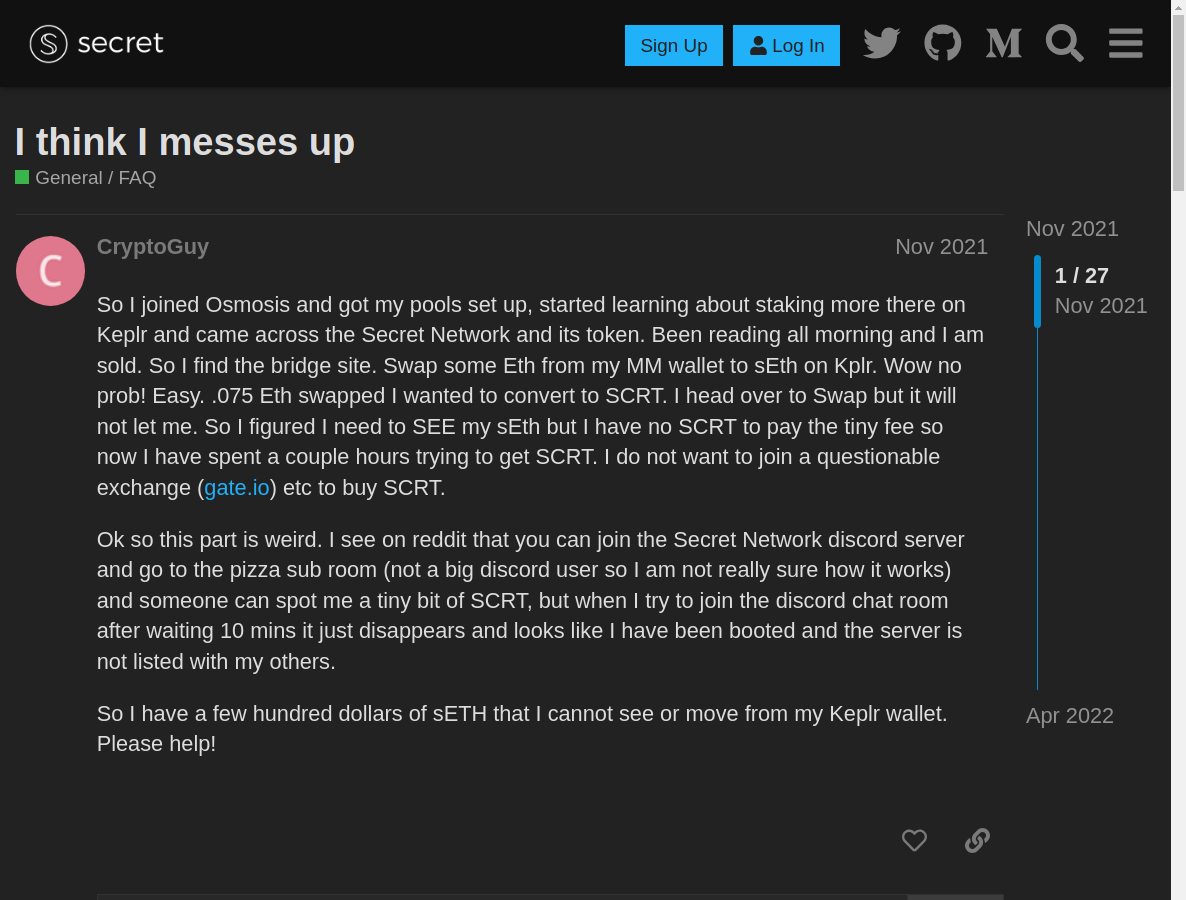 secret
Sign Up
Log In
I think I messes up
General / FAQ
CryptoGuy
Nov 2021
So I joined Osmosis and got my pools set up, started learning about staking more there on
Keplr and came across the Secret Network and its token. Been reading all morning and I am
sold. So I find the bridge site. Swap some Eth from my MM wallet to sEth on Kplr. Wow no
prob! Easy. .075 Eth swapped I wanted to convert to SCRT. I head over to Swap but it will
not let me. So I figured I need to SEE my sEth but I have no SCRT to pay the tiny fee so
now I have spent a couple hours trying to get SCRT. I do not want to join a questionable
exchange (gate.io) etc to buy SCRT.
Ok so this part is weird. I see on reddit that you can join the Secret Network discord server
and go to the pizza sub room (not a big discord user so I am not really sure how it works)
and someone can spot me a tiny bit of SCRT, but when I try to join the discord chat room
after waiting 10 mins it just disappears and looks like I have been booted and the server is
not listed with my others.
So I have a few hundred dollars of sETH that I cannot see or move from my Keplr wallet.
Please help!
Nov 2021
1 / 27
Nov 2021
Apr 2022